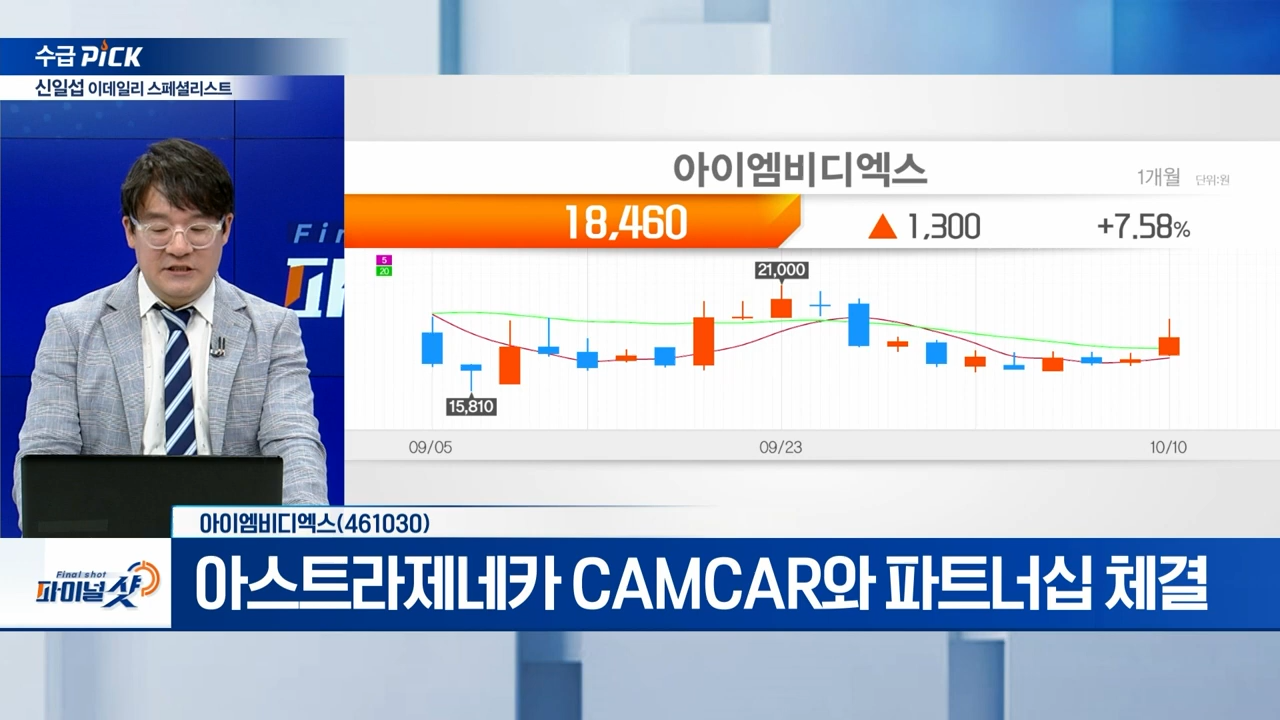 수급 PiCK
신일섭 이데일리 스페셜리스트
Fin
파
아이엠비디엑스
1개월 단위:원
18,460 ▲ 1,300 +7.58%
5
20
21,000
15,810
09/05 09/23 10/10
아이엠비디엑스(461030)
Final shot
파이널샷
아스트라제네카 CAMCAR와 파트너십 체결